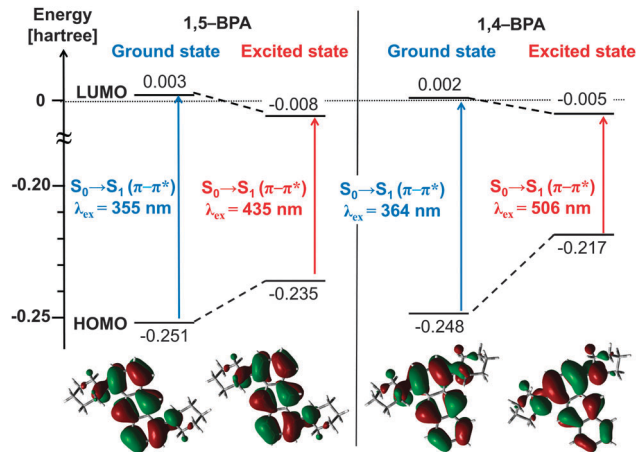 Energy
[hartree]
1,5–BPA
1,4–BPA
Ground state
Excited state
Ground state
Excited state
LUMO
0.003
-0.008
0.002
-0.005
0
≈
-0.20
S₀→S₁ (π–π*)
λₑₓ = 355 nm
S₀→S₁ (π–π*)
λₑₓ = 435 nm
S₀→S₁ (π–π*)
λₑₓ = 364 nm
S₀→S₁ (π–π*)
λₑₓ = 506 nm
-0.217
-0.235
-0.25
HOMO
-0.251
-0.248